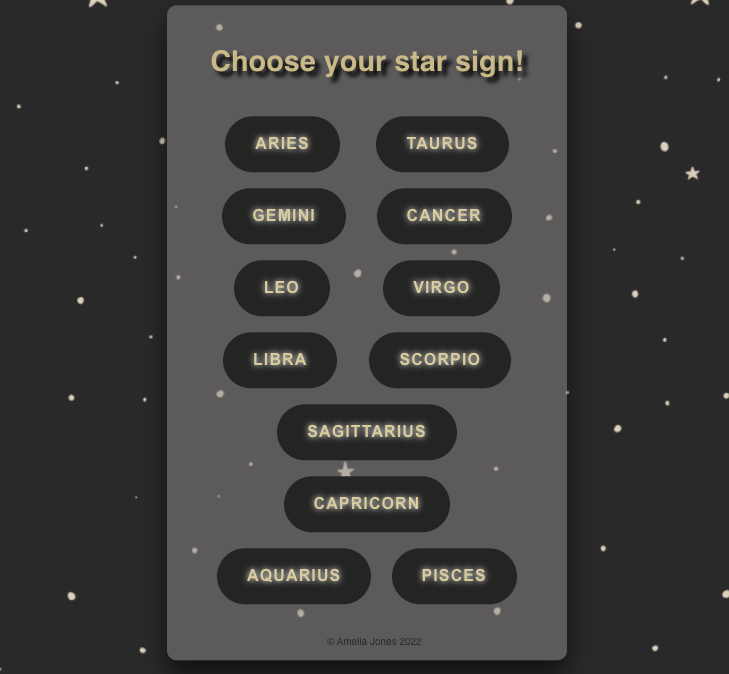 Choose your star sign!
ARIES TAURUS
GEMINI CANCER
LEO VIRGO
LIBRA SCORPIO
SAGITTARIUS
CAPRICORN
AQUARIUS PISCES
© Amelia Jones 2022